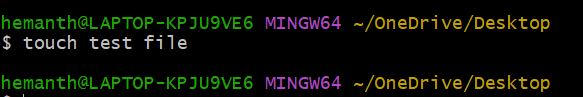 hemanth@LAPTOP-KPJU9VE6 MINGW64 ~/OneDrive/Desktop
$ touch test file
hemanth@LAPTOP-KPJU9VE6 MINGW64 ~/OneDrive/Desktop
$